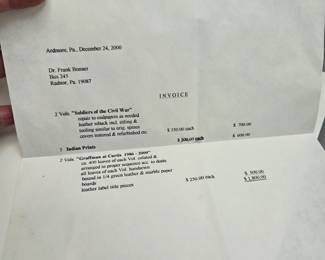 Ardmore, Pa., December 24, 2000
Dr. Frank Bonner
Box 245
Radnor, Pa. 19087
INVOICE
2 Vols. "Soldiers of the Civil War"
repair to endpapers as needed
leather reback incl. titling &
tooling similar to orig. spines
covers restored & refurbished etc. $ 350.00 each $ 700.00
3 Indian Prints $ 200.00 each $ 600.00
2 Vols. "Graffman at Curtis 1986 - 2000"
ca. 400 leaves of each Vol. collated &
arranged in proper sequence acc. to dates
all leaves of each Vol. handsewn
bound in 1/4 green leather & marble paper
boards
leather label title pieces $ 250.00 each $ 500.00
$ 1,800.00